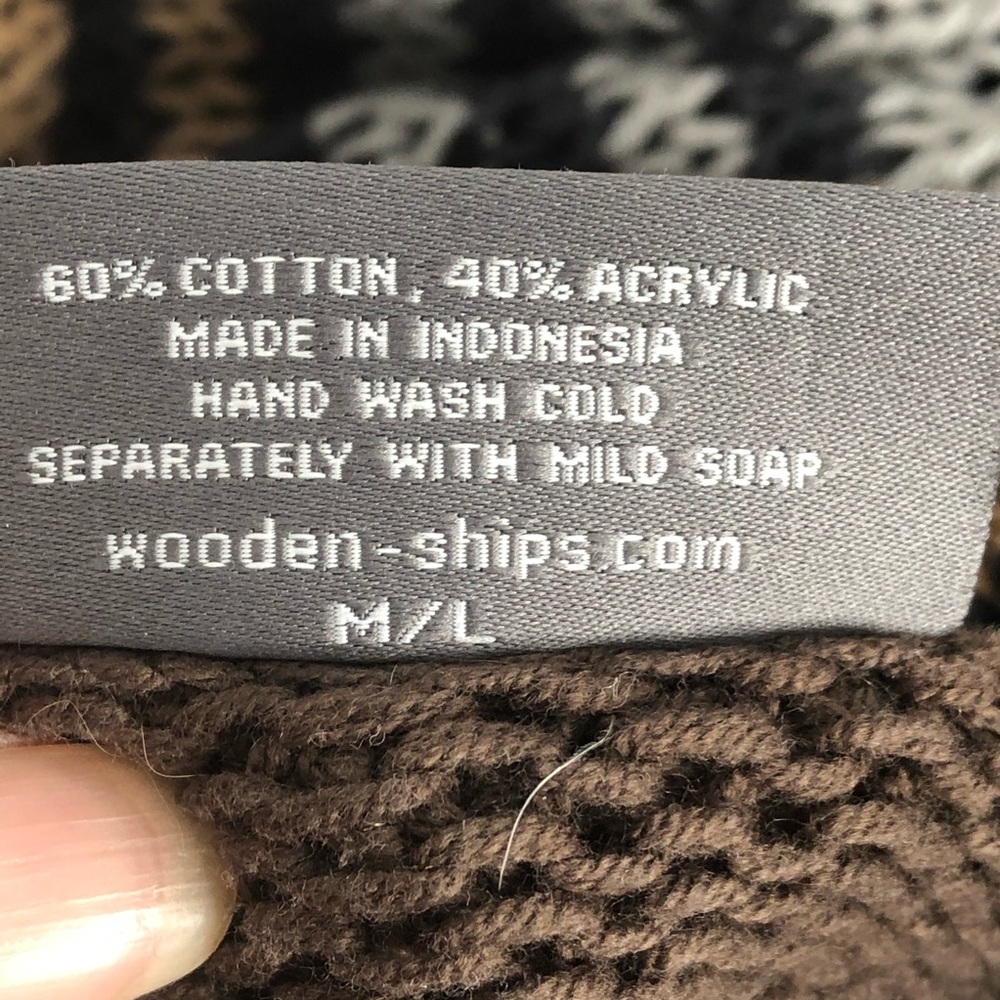 60% COTTON, 40% ACRYLIC
MADE IN INDONESIA
HAND WASH COLD
SEPARATELY WITH MILD SOAP
wooden-ships.com
M/L